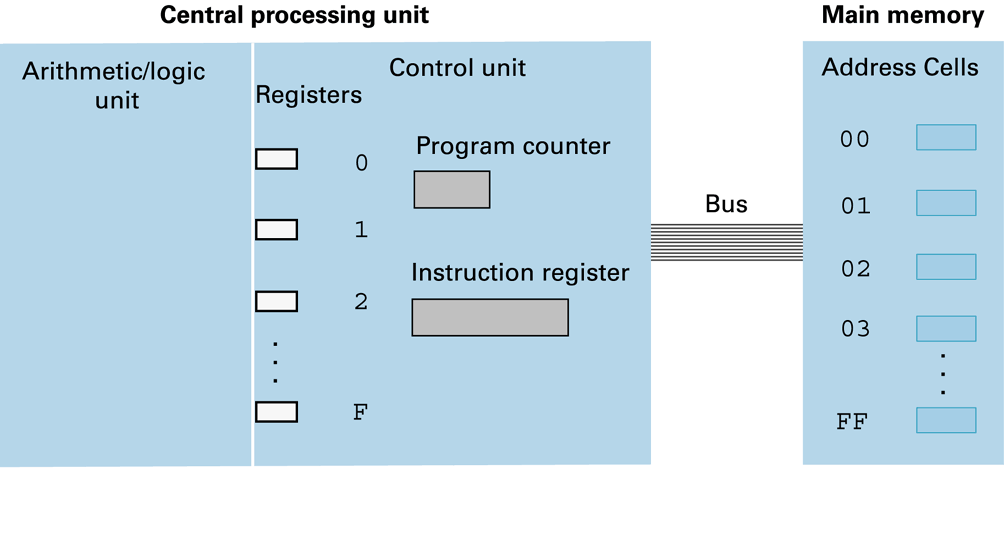 Central processing unit
Main memory
Arithmetic/logic
unit
Control unit
Registers
0
1
2
F
Program counter
Instruction register
Bus
Address Cells
00
01
02
03
FF